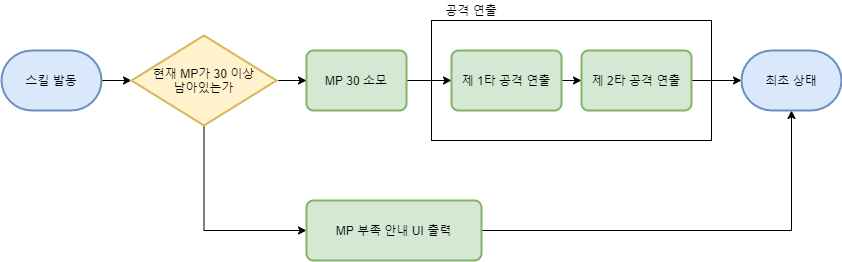 공격 연출
스킬 발동
현재 MP가 30 이상
남아있는가
MP 30 소모
제 1타 공격 연출
제 2타 공격 연출
최초 상태
MP 부족 안내 UI 출력